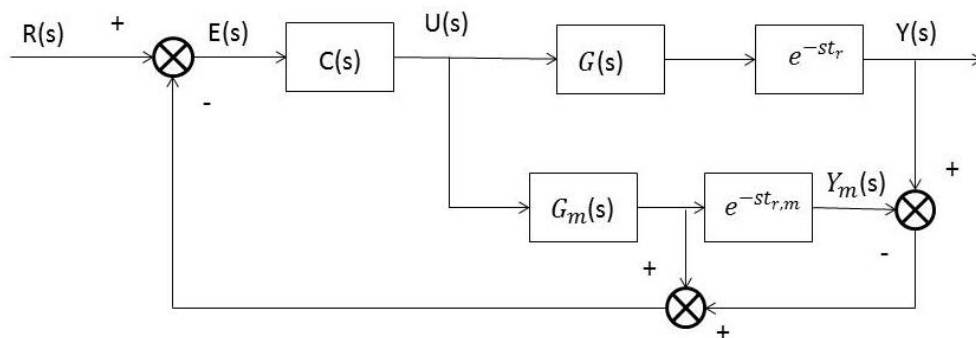 R(s)
+
E(s)
C(s)
U(s)
G(s)
e^{-st_r}
Y(s)
-
G_m(s)
e^{-st_{r,m}}
Y_m(s)
+
-
+
+